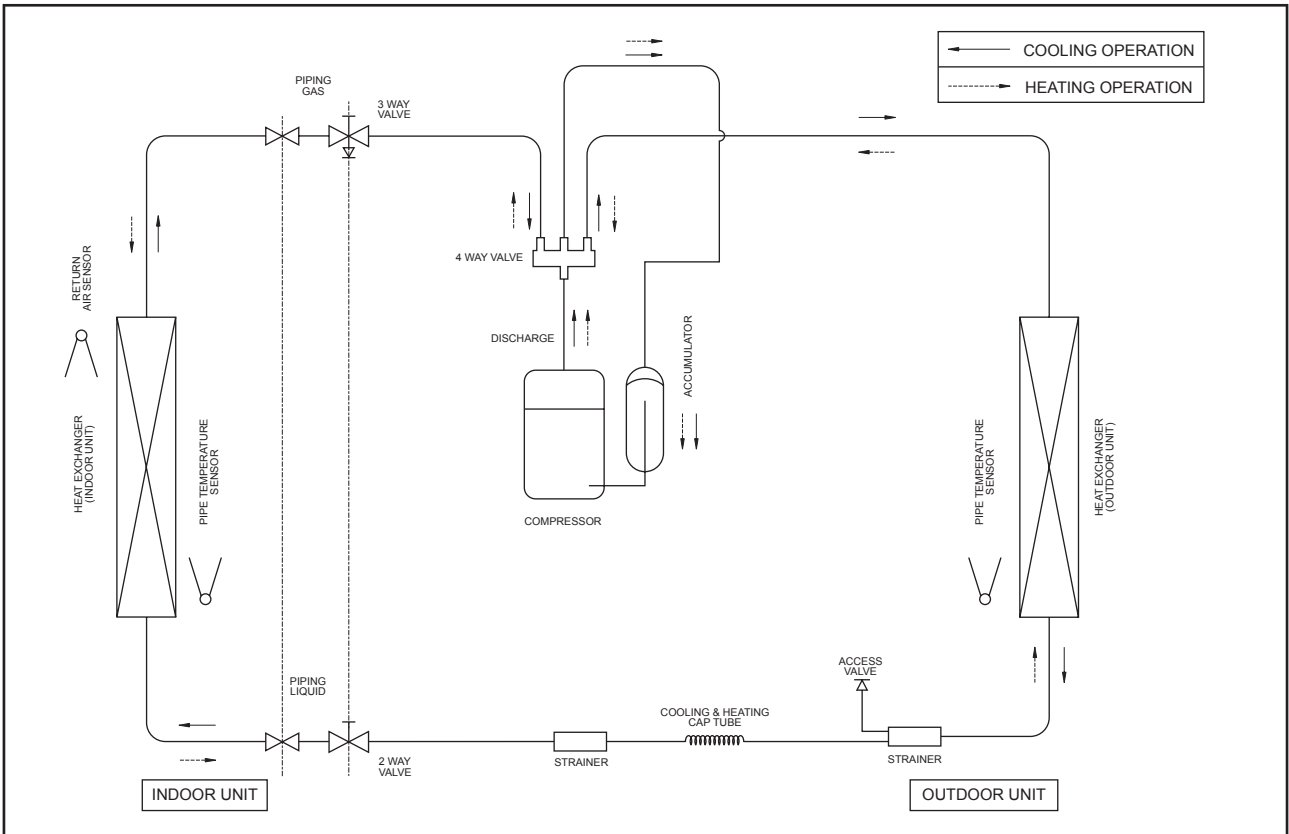 COOLING OPERATION
HEATING OPERATION
PIPING
GAS
3 WAY
VALVE
4 WAY VALVE
DISCHARGE
ACCUMULATOR
COMPRESSOR
RETURN
AIR SENSOR
HEAT EXCHANGER
(INDOOR UNIT)
PIPE TEMPERATURE
SENSOR
PIPE TEMPERATURE
SENSOR
HEAT EXCHANGER
(OUTDOOR UNIT)
PIPING
LIQUID
2 WAY
VALVE
STRAINER
COOLING & HEATING
CAP TUBE
ACCESS
VALVE
STRAINER
INDOOR UNIT
OUTDOOR UNIT